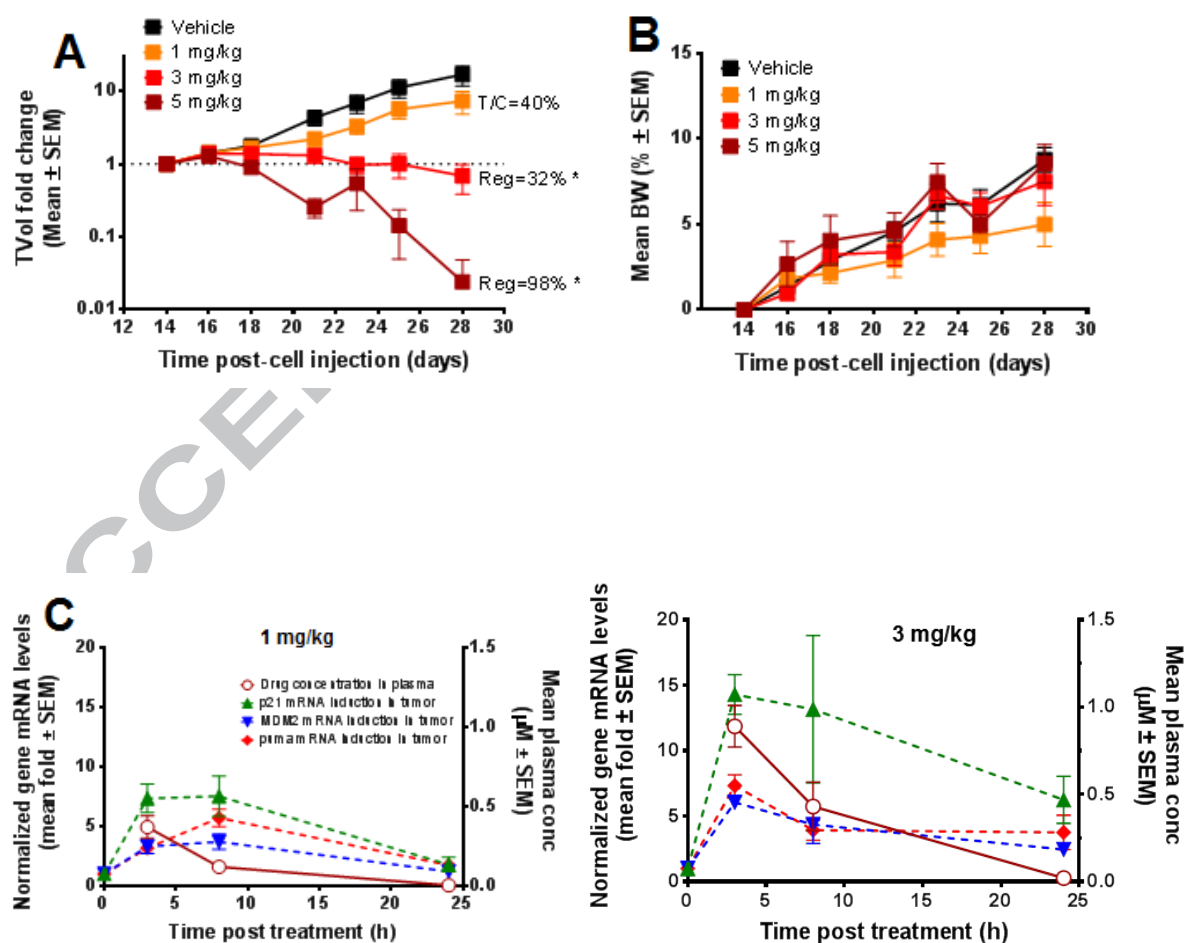 A
Vehicle
1 mg/kg
3 mg/kg
5 mg/kg
TVol fold change
(Mean ± SEM)
10
1
0.1
0.01
T/C=40%
Reg=32% *
Reg=98% *
12 14 16 18 20 22 24 26 28 30
Time post-cell injection (days)
B
Vehicle
1 mg/kg
3 mg/kg
5 mg/kg
Mean BW (% ± SEM)
15
10
5
0
14 16 18 20 22 24 26 28 30
Time post-cell injection (days)
CCE
C
1 mg/kg
Drug concentration in plasma
p21 mRNA induction in tumor
MDM2 mRNA induction in tumor
puma mRNA induction in tumor
Normalized gene mRNA levels
(mean fold ± SEM)
20
15
10
5
0
1.5
1.0
0.5
0.0
Mean plasma conc
(µM ± SEM)
0 5 10 15 20 25
Time post treatment (h)
3 mg/kg
Normalized gene mRNA levels
(mean fold ± SEM)
20
15
10
5
0
1.5
1.0
0.5
0.0
Mean plasma conc
(µM ± SEM)
0 5 10 15 20 25
Time post treatment (h)